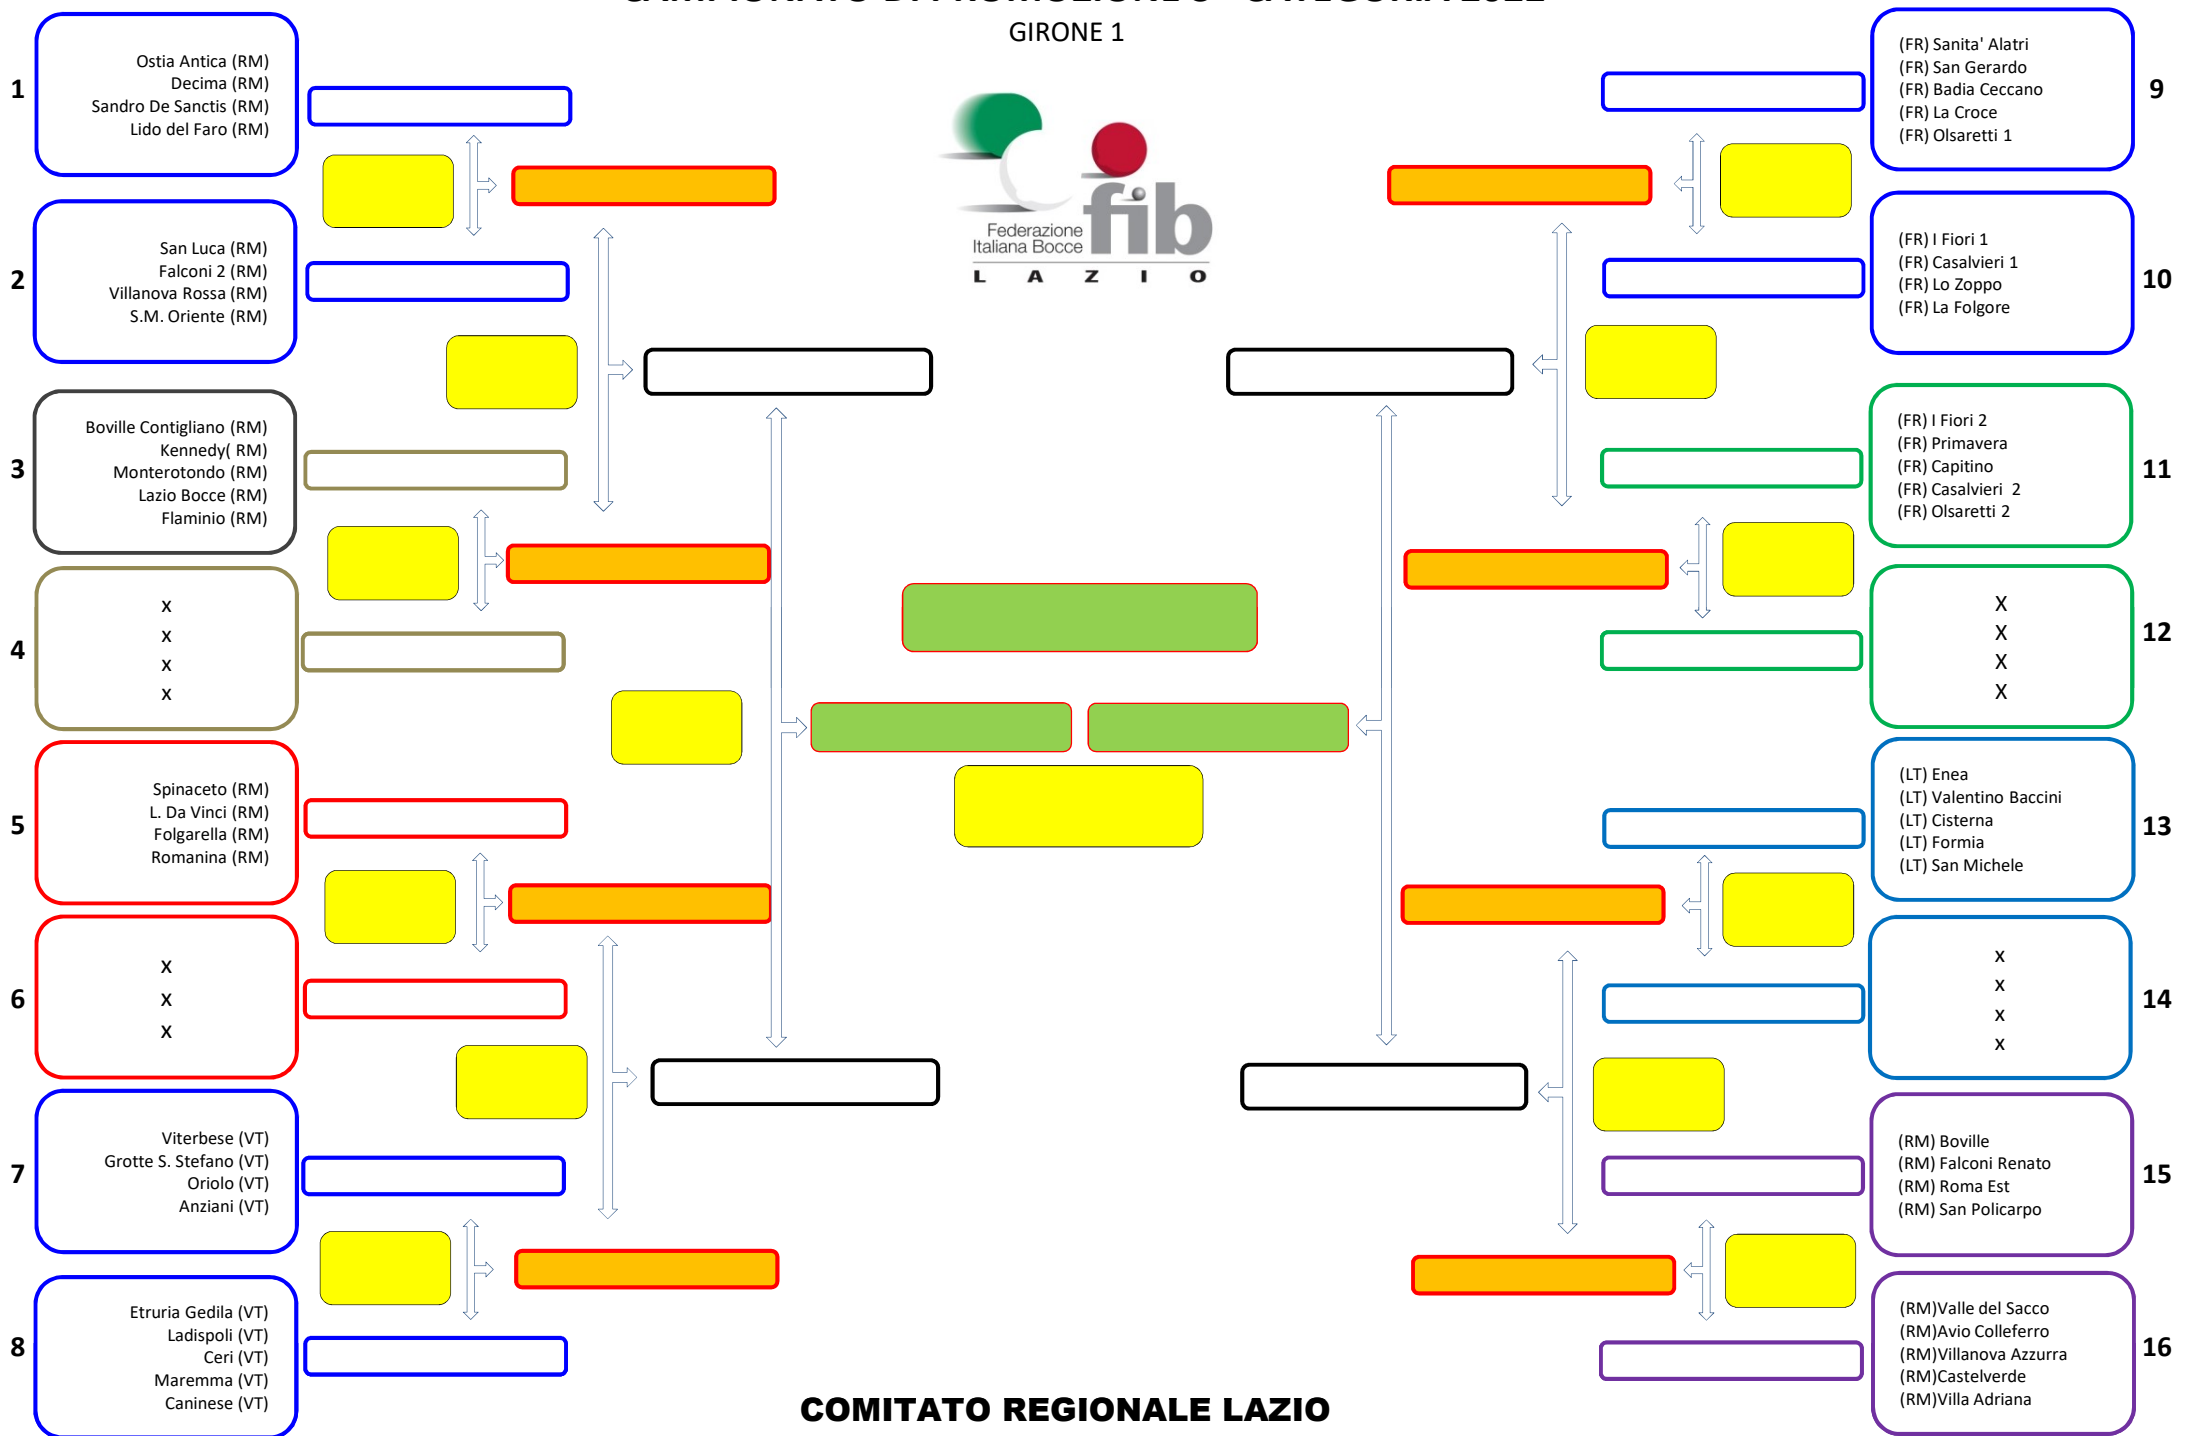 GIRONE 1
1
Ostia Antica (RM)
Decima (RM)
Sandro De Sanctis (RM)
Lido del Faro (RM)
2
San Luca (RM)
Falconi 2 (RM)
Villanova Rossa (RM)
S.M. Oriente (RM)
3
Boville Contigliano (RM)
Kennedy( RM)
Monterotondo (RM)
Lazio Bocce (RM)
Flaminio (RM)
4
x
x
x
x
5
Spinaceto (RM)
L. Da Vinci (RM)
Folgarella (RM)
Romanina (RM)
6
x
x
x
7
Viterbese (VT)
Grotte S. Stefano (VT)
Oriolo (VT)
Anziani (VT)
8
Etruria Gedila (VT)
Ladispoli (VT)
Ceri (VT)
Maremma (VT)
Caninese (VT)
fib
Federazione
Italiana Bocce
LAZIO
(FR) Sanita' Alatri
(FR) San Gerardo
(FR) Badia Ceccano
(FR) La Croce
(FR) Olsaretti 1
9
(FR) I Fiori 1
(FR) Casalvieri 1
(FR) Lo Zoppo
(FR) La Folgore
10
(FR) I Fiori 2
(FR) Primavera
(FR) Capitino
(FR) Casalvieri 2
(FR) Olsaretti 2
11
X
X
X
X
12
(LT) Enea
(LT) Valentino Baccini
(LT) Cisterna
(LT) Formia
(LT) San Michele
13
x
x
x
x
14
(RM) Boville
(RM) Falconi Renato
(RM) Roma Est
(RM) San Policarpo
15
(RM)Valle del Sacco
(RM)Avio Colleferro
(RM)Villanova Azzurra
(RM)Castelverde
(RM)Villa Adriana
16
COMITATO REGIONALE LAZIO